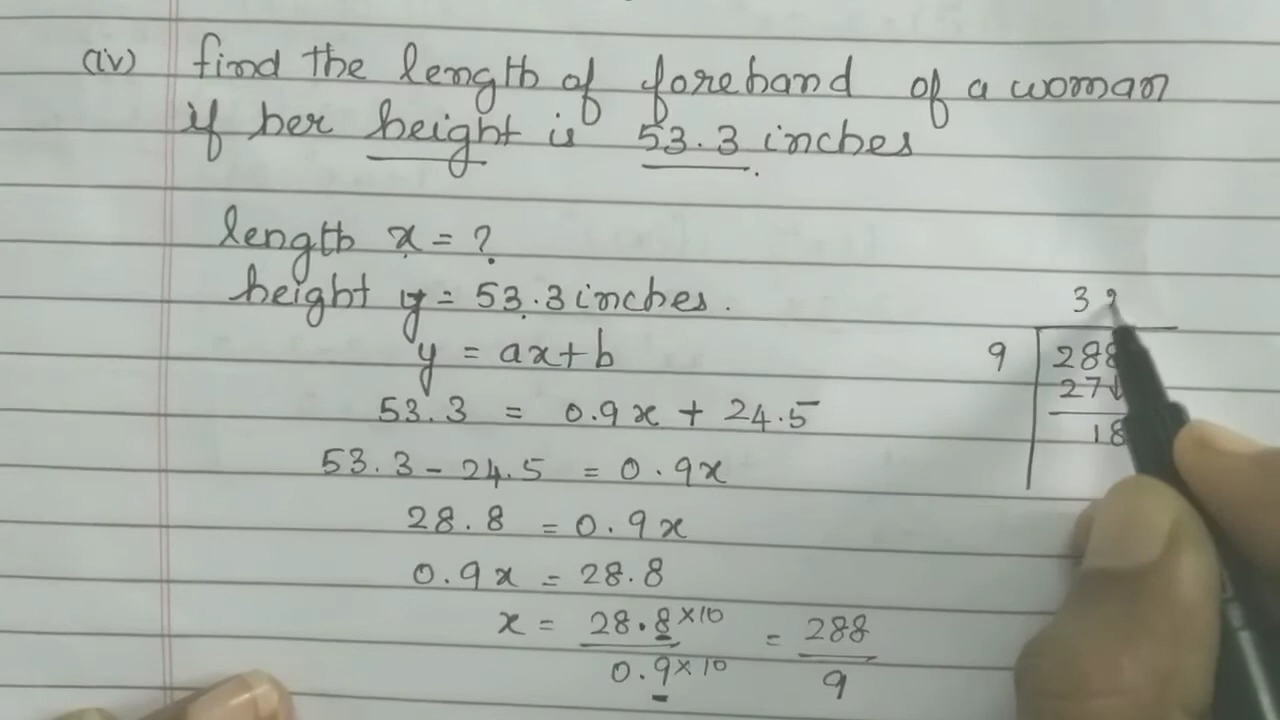 (iv) find the length of forehand of a woman
if her height is 53.3 inches.
length x = ?
height y = 53.3 inches.
y = ax+b
53.3 = 0.9x + 24.5
53.3 - 24.5 = 0.9x
28.8 = 0.9x
0.9x = 28.8
x = 28.8×10 / 0.9×10 = 288 / 9
3
9 288
27↓
18